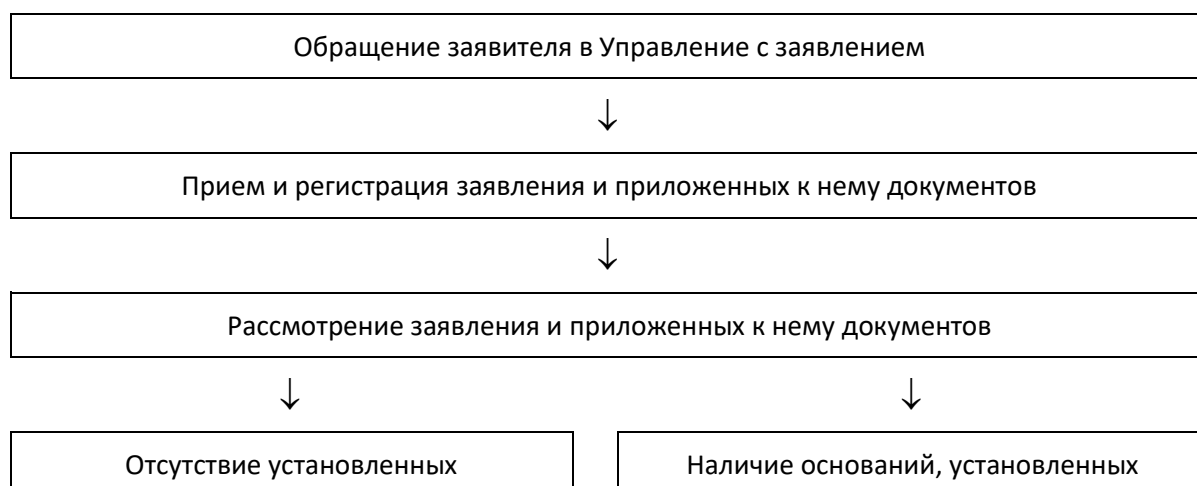 Обращение заявителя в Управление с заявлением
↓
Прием и регистрация заявления и приложенных к нему документов
↓
Рассмотрение заявления и приложенных к нему документов
↓ ↓
Отсутствие установленных
Наличие оснований, установленных